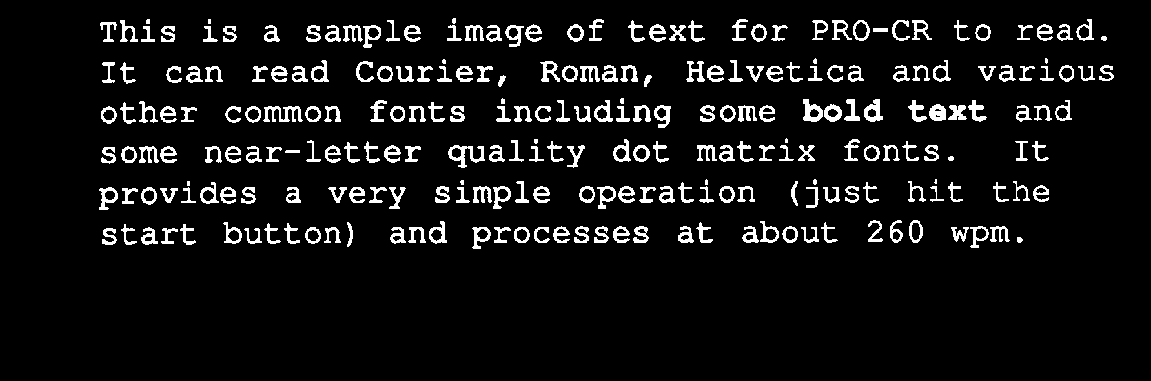 This is a sample image of text for PRO-CR to read.
It can read Courier, Roman, Helvetica and various
other common fonts including some bold text and
some near-letter quality dot matrix fonts.  It
provides a very simple operation (just hit the
start button) and processes at about 260 wpm.